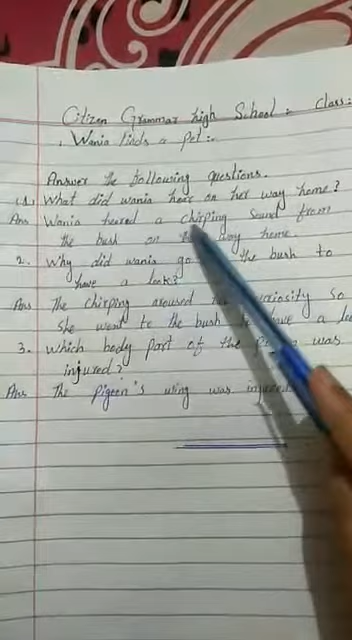 Citizen Grammar high School : Class:
Wania finds a Pet:-
Answer the following questions.
1. What did wania hear on her way home?
Ans Wania heared a chirping sound from
the bush on way home.
2. Why did wania go the bush to
have a look?
Ans The chirping aroused curiosity so
She went to the bush to have a
3. Which body part of the was
injured?
Ans The pigeon's wing was injured